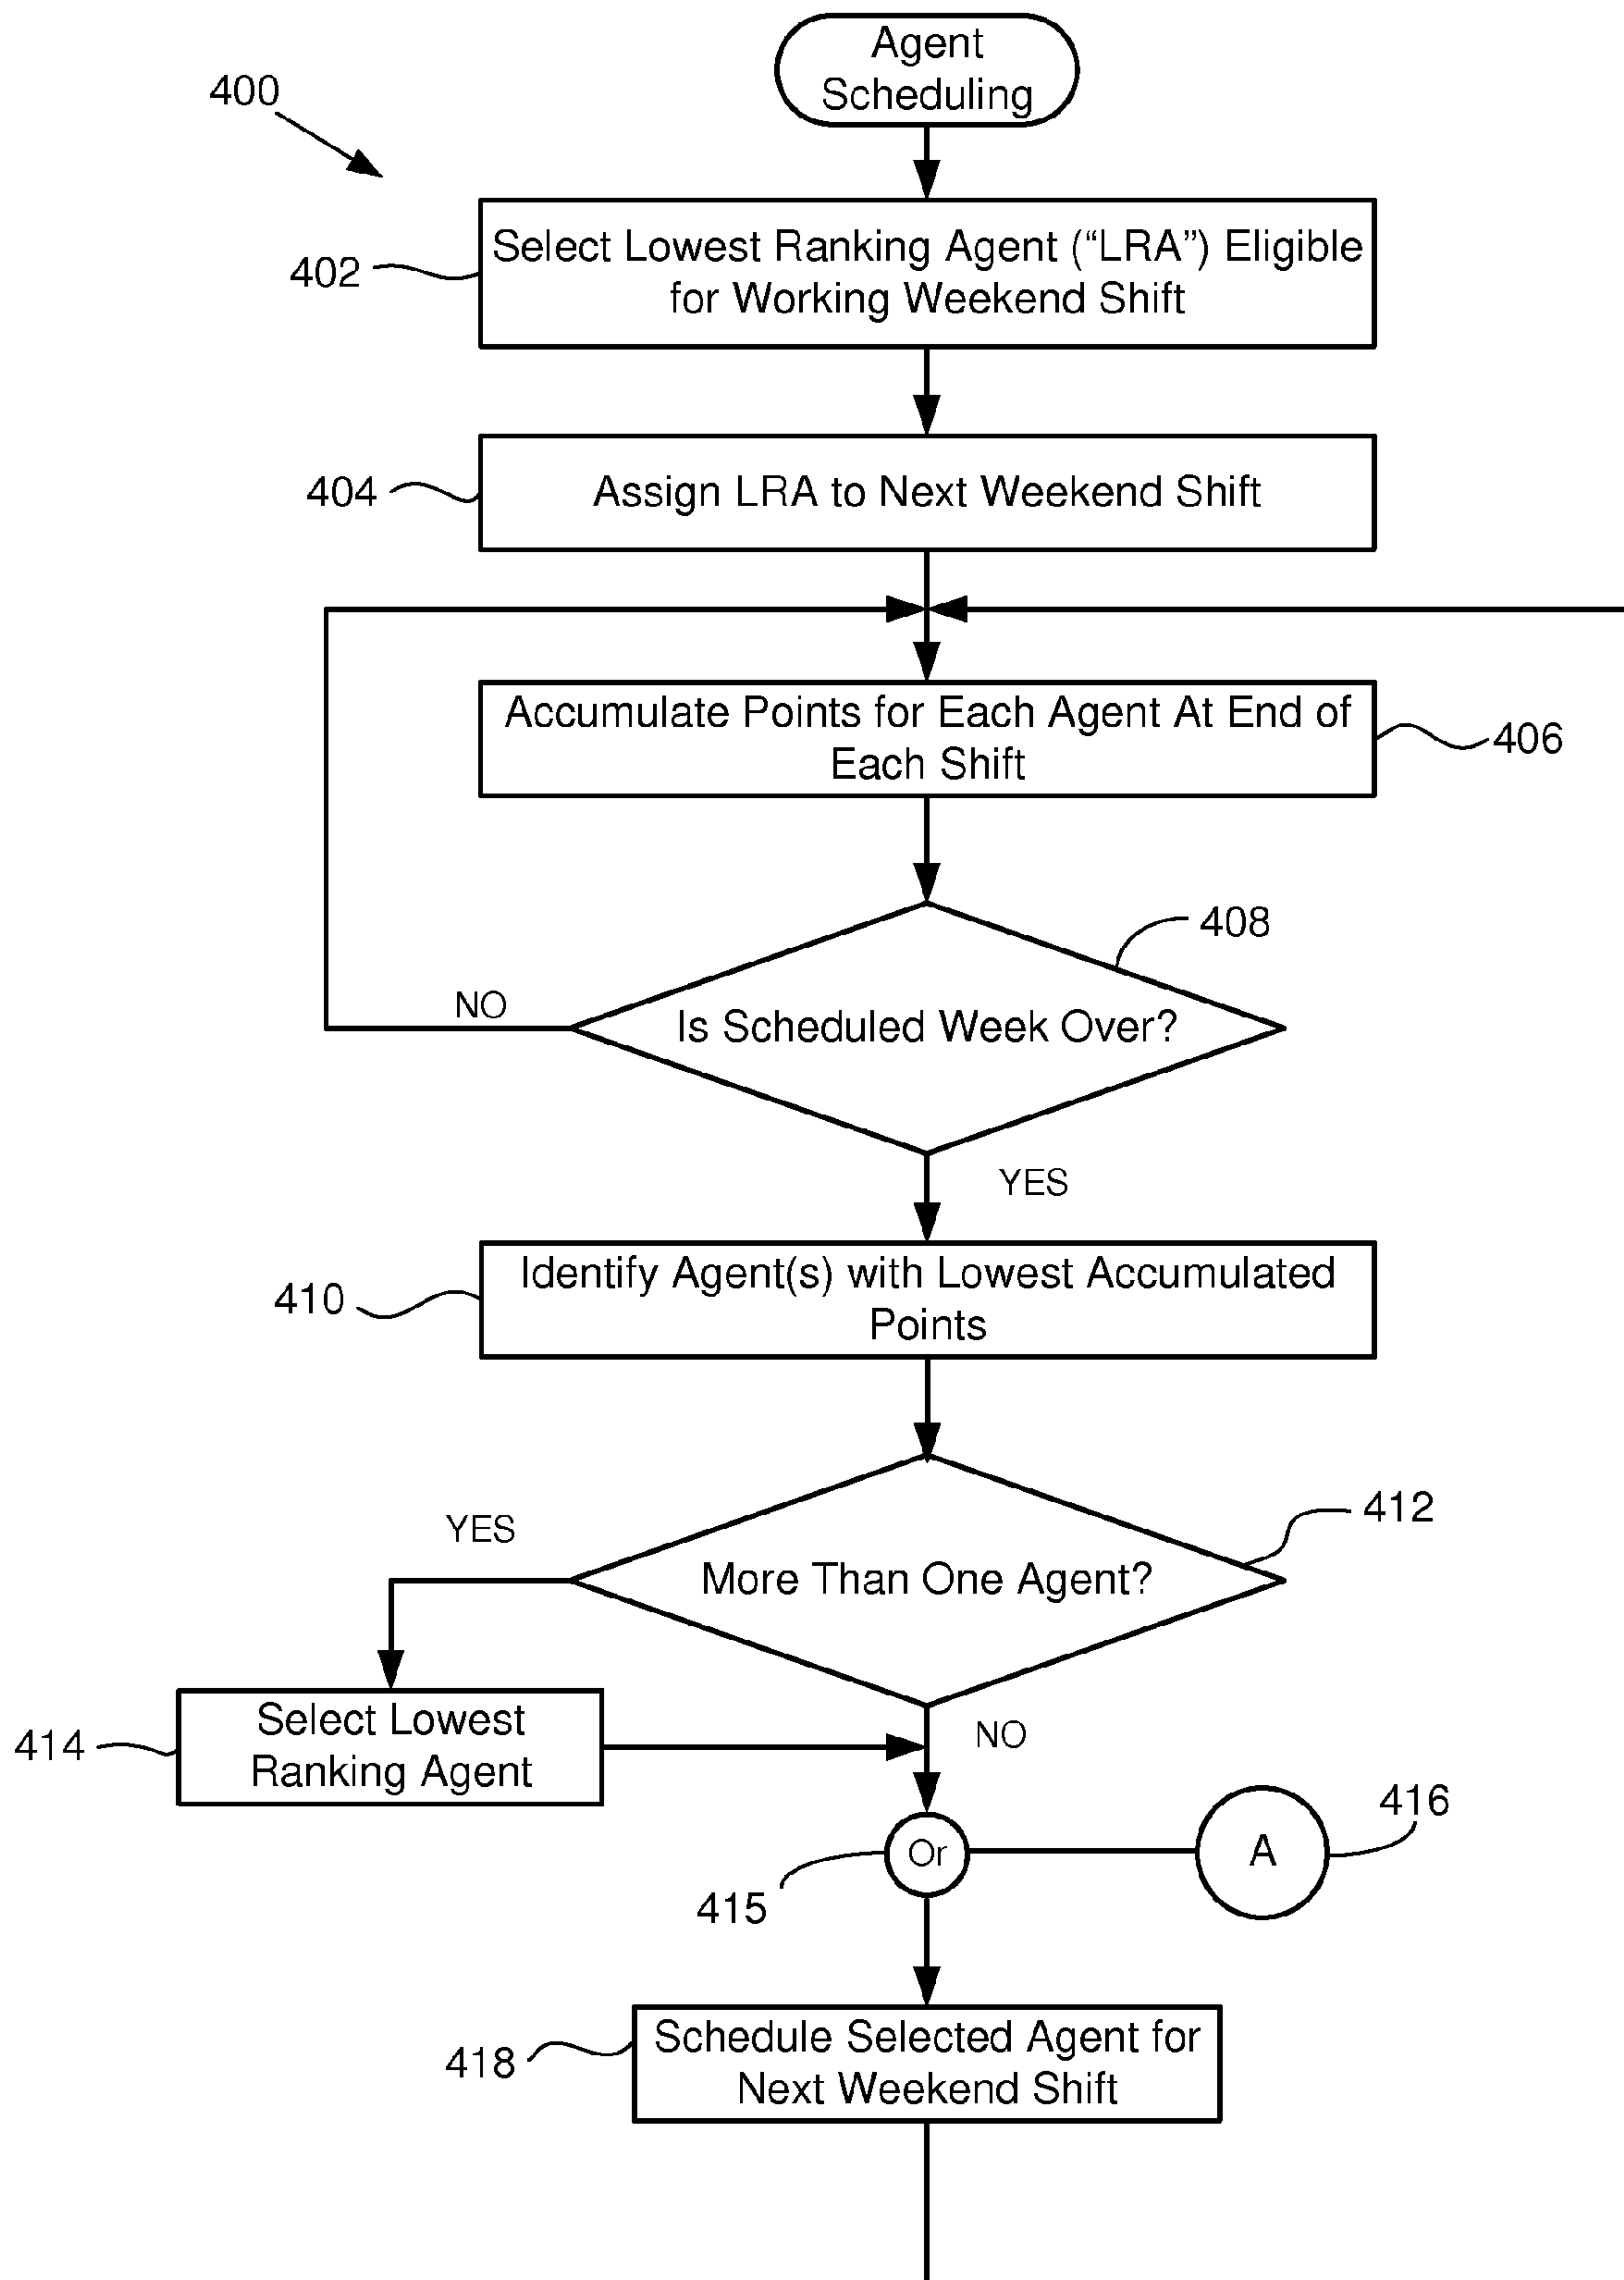 Agent
Scheduling
400
Select Lowest Ranking Agent (“LRA”) Eligible
for Working Weekend Shift
402
Assign LRA to Next Weekend Shift
404
Accumulate Points for Each Agent At End of
Each Shift
406
408
Is Scheduled Week Over?
NO
YES
Identify Agent(s) with Lowest Accumulated
Points
410
412
More Than One Agent?
YES
NO
Select Lowest
Ranking Agent
414
Or
415
A
416
Schedule Selected Agent for
Next Weekend Shift
418